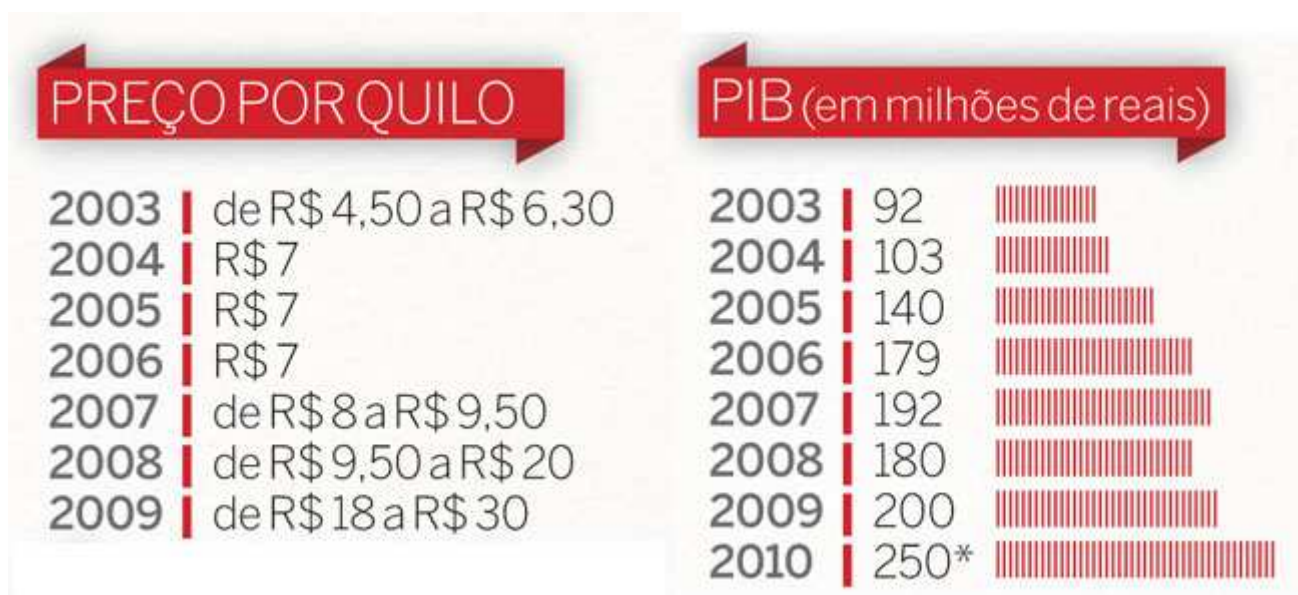 PREÇO POR QUILO
2003 de R$ 4,50 a R$ 6,30
2004 R$ 7
2005 R$ 7
2006 R$ 7
2007 de R$ 8 a R$ 9,50
2008 de R$ 9,50 a R$ 20
2009 de R$ 18 a R$ 30
PIB (em milhões de reais)
2003 92
2004 103
2005 140
2006 179
2007 192
2008 180
2009 200
2010 250*